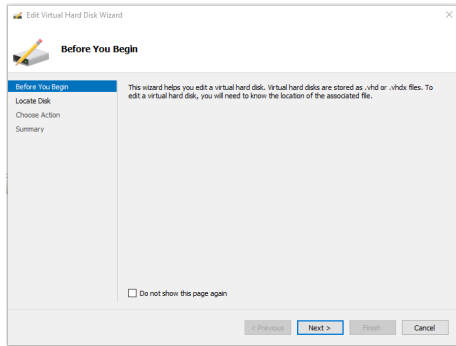 Edit Virtual Hard Disk Wizard
Before You Begin
Before You Begin
Locate Disk
Choose Action
Summary
This wizard helps you edit a virtual hard disk. Virtual hard disks are stored as .vhd or .vhdx files. To
edit a virtual hard disk, you will need to know the location of the associated file.
Do not show this page again
< Previous
Next >
Finish
Cancel